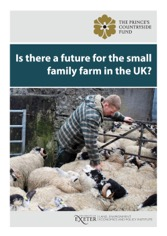 THE PRINCE'S
COUNTRYSIDE
FUND
Is there a future for the small
family farm in the UK?
EXETER